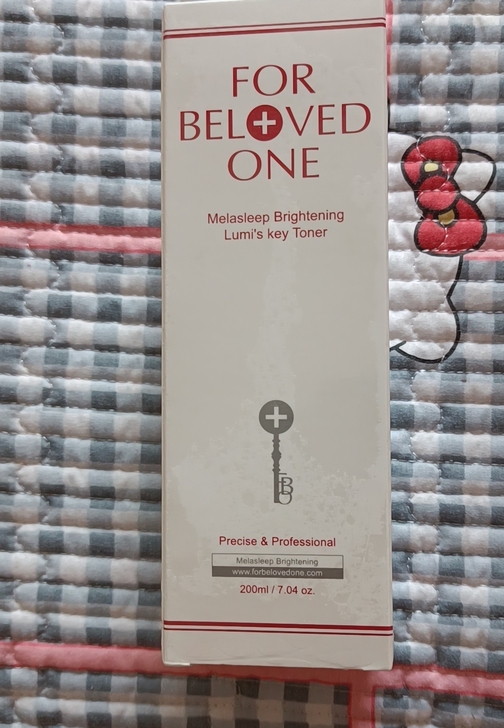 FOR
BELOVED
ONE
Melasleep Brightening
Lumi's key Toner
Precise & Professional
Melasleep Brightening
www.forbelovedone.com
200ml / 7.04 oz.